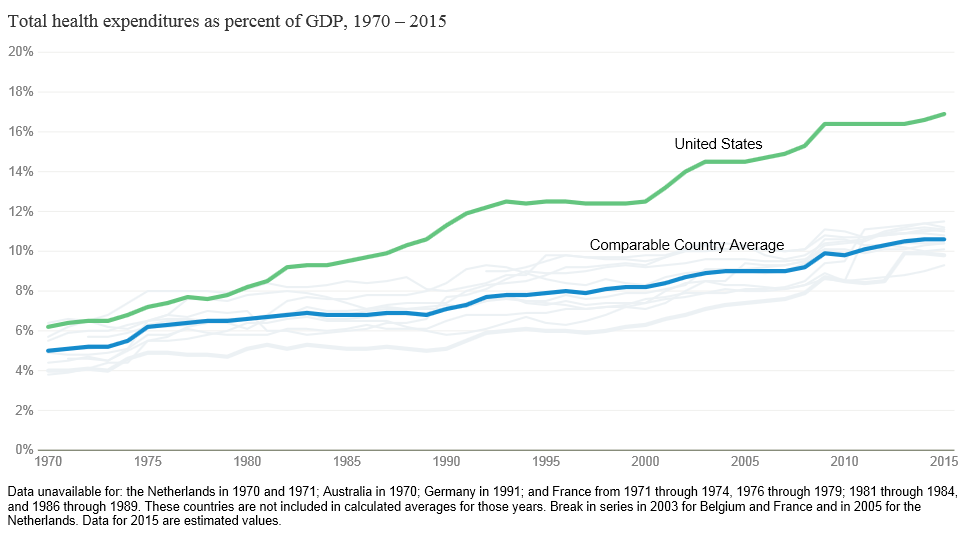 Total health expenditures as percent of GDP, 1970 – 2015
20%
18%
16%
United States
14%
12%
Comparable Country Average
10%
8%
6%
4%
2%
0%
1970 1975 1980 1985 1990 1995 2000 2005 2010 2015
Data unavailable for: the Netherlands in 1970 and 1971; Australia in 1970; Germany in 1991; and France from 1971 through 1974, 1976 through 1979; 1981 through 1984,
and 1986 through 1989. These countries are not included in calculated averages for those years. Break in series in 2003 for Belgium and France and in 2005 for the
Netherlands. Data for 2015 are estimated values.